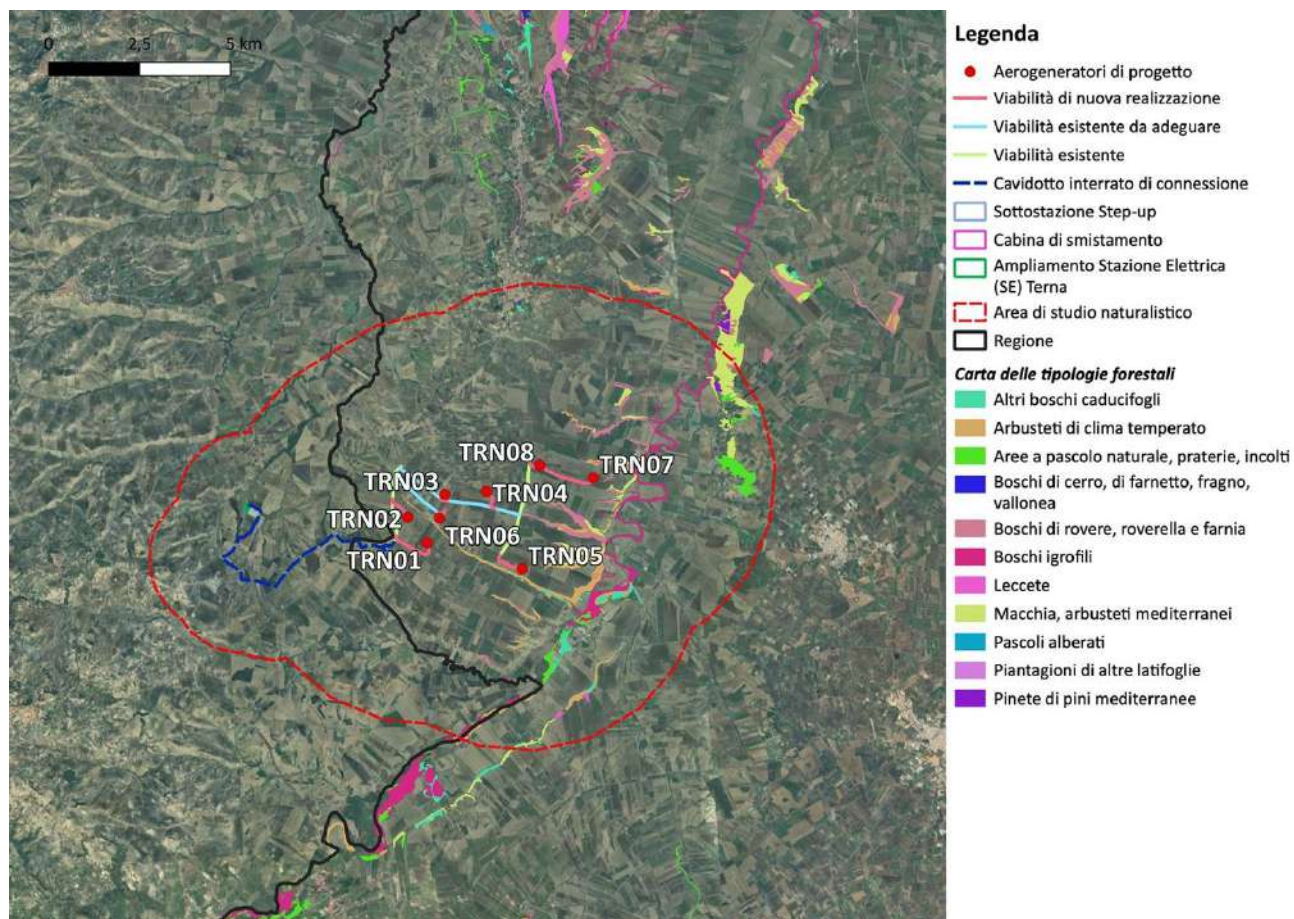 0 2,5 5 km
TRN08
TRN07
TRN03
TRN04
TRN02
TRN06
TRN01
TRN05
Legenda
Aerogeneratori di progetto
Viabilità di nuova realizzazione
Viabilità esistente da adeguare
Viabilità esistente
Cavidotto interrato di connessione
Sottostazione Step-up
Cabina di smistamento
Ampliamento Stazione Elettrica
(SE) Terna
Area di studio naturalistico
Regione
Carta delle tipologie forestali
Altri boschi caducifogli
Arbusteti di clima temperato
Aree a pascolo naturale, praterie, incolti
Boschi di cerro, di farnetto, fragno,
vallonea
Boschi di rovere, roverella e farnia
Boschi igrofili
Leccete
Macchia, arbusteti mediterranei
Pascoli alberati
Piantagioni di altre latifoglie
Pinete di pini mediterranee